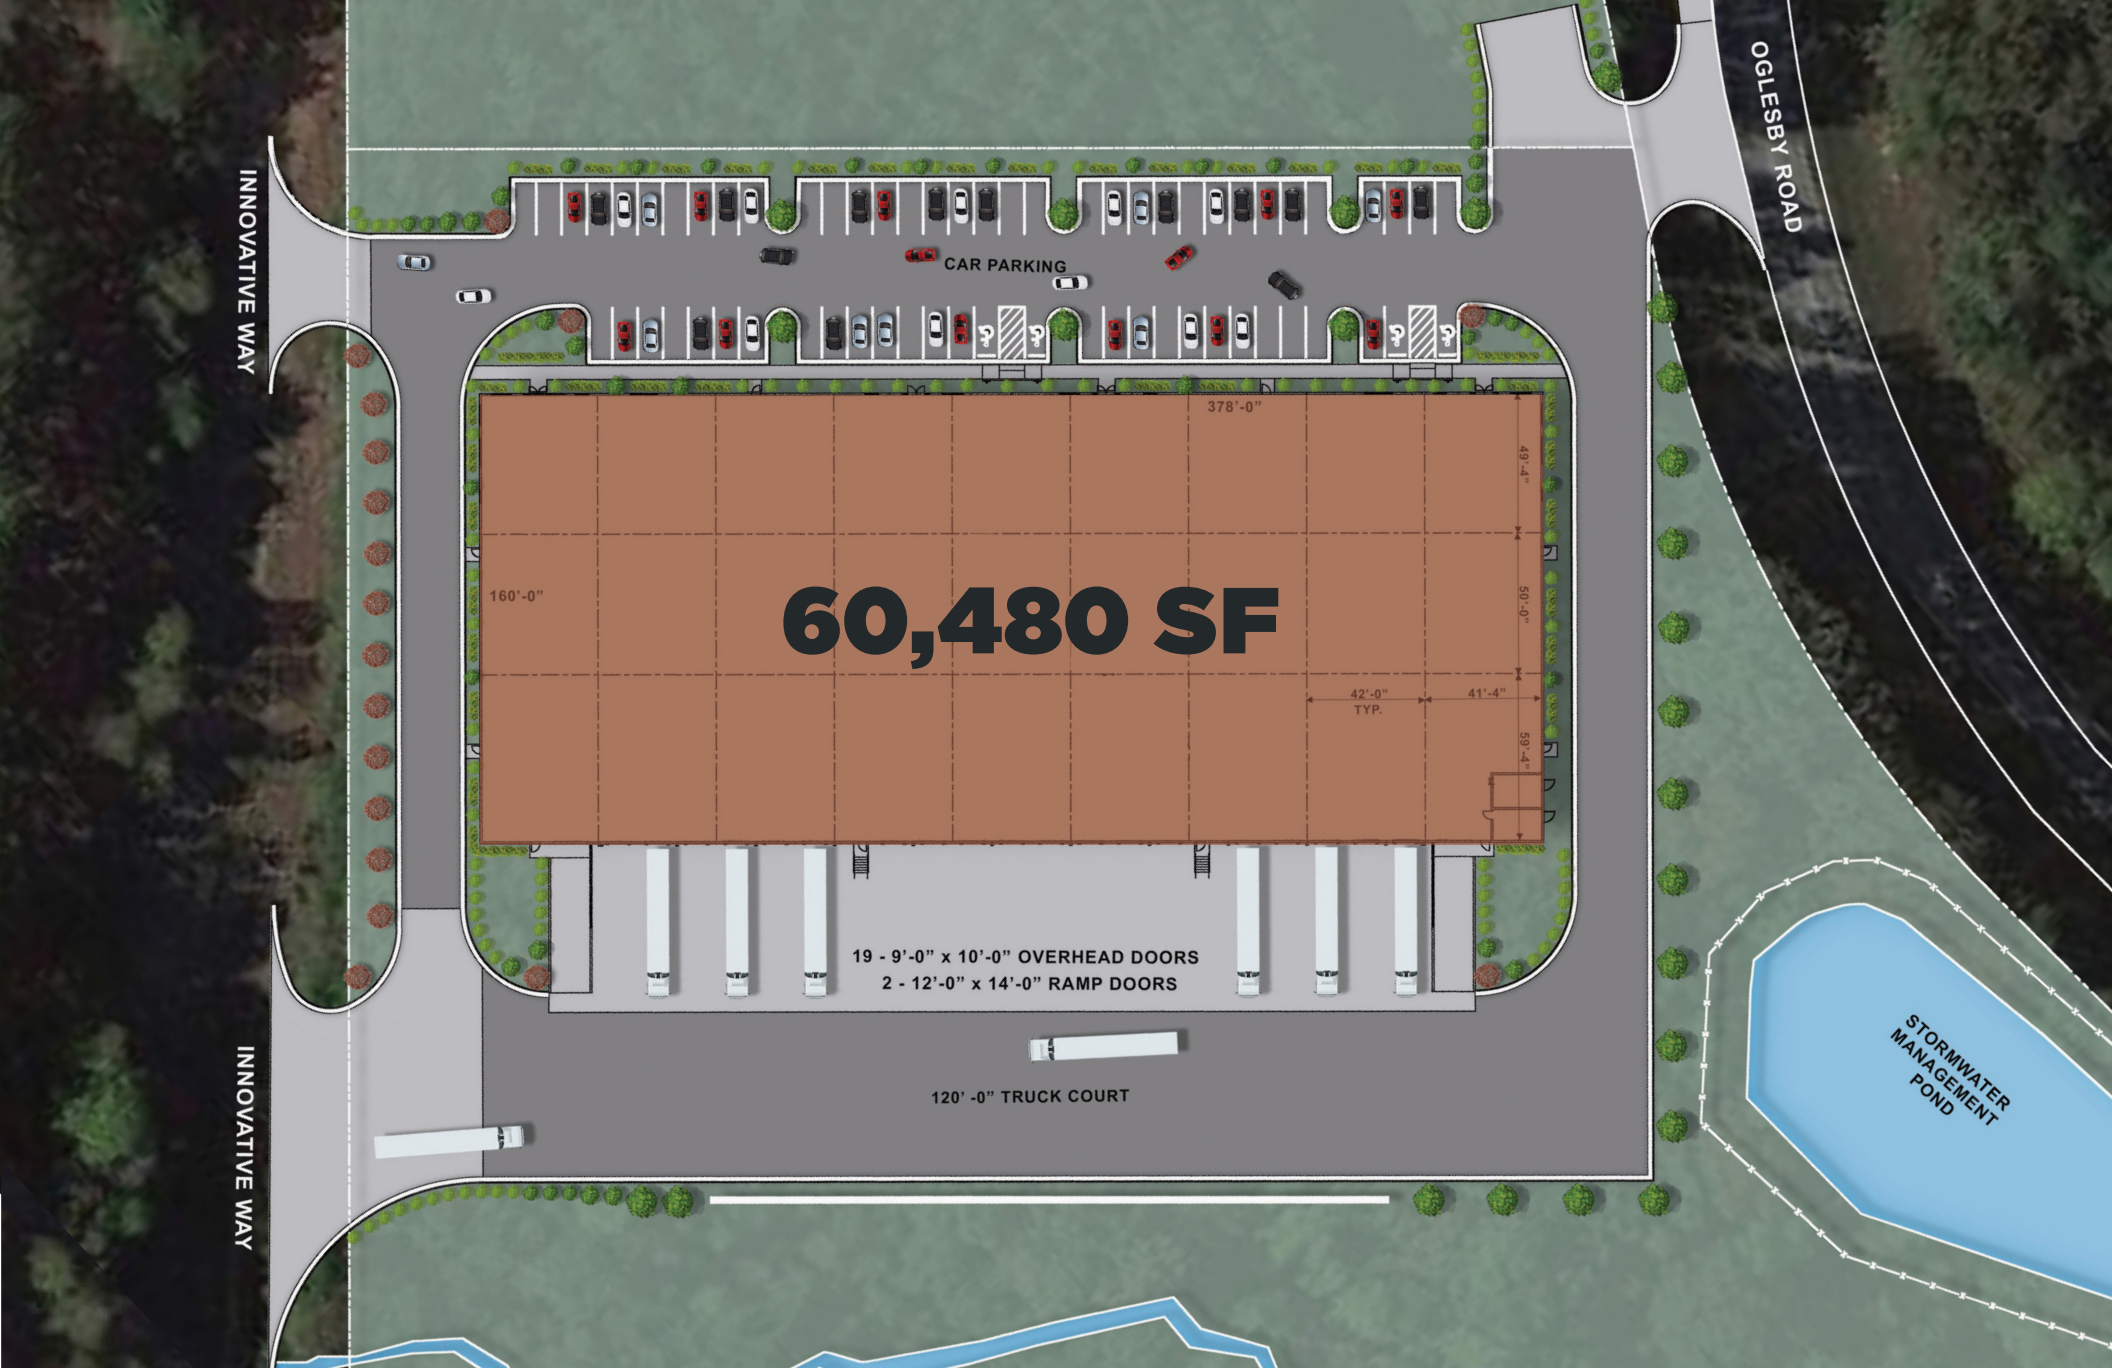 OGLESBY ROAD
INNOVATIVE WAY
CAR PARKING
378'-0"
49'-4"
160'-0"
60,480 SF
50'-0"
42'-0"
TYP.
41'-4"
59'-4"
19 - 9'-0" x 10'-0" OVERHEAD DOORS
2 - 12'-0" x 14'-0" RAMP DOORS
120' -0" TRUCK COURT
INNOVATIVE WAY
STORMWATER
MANAGEMENT
POND